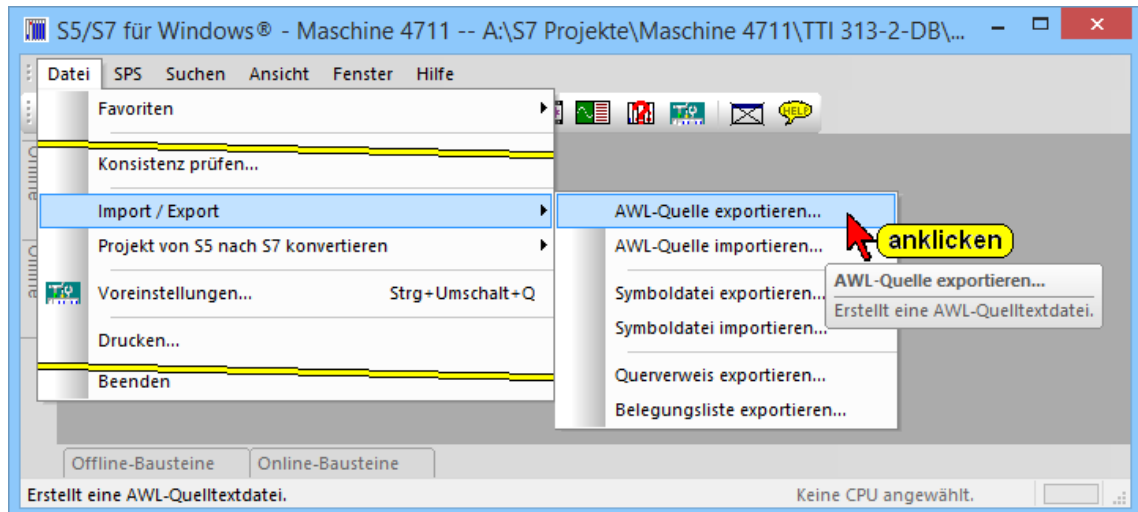 S5/S7 für Windows® - Maschine 4711 -- A:\S7 Projekte\Maschine 4711\TTI 313-2-DB\...
Datei SPS Suchen Ansicht Fenster Hilfe
Favoriten
HELP
Konsistenz prüfen...
Import / Export
Projekt von S5 nach S7 konvertieren
Voreinstellungen... Strg+Umschalt+Q
Drucken...
Beenden
AWL-Quelle exportieren...
AWL-Quelle importieren...
Symboldatei exportieren...
Symboldatei importieren...
Querverweis exportieren...
Belegungsliste exportieren...
anklicken
AWL-Quelle exportieren...
Erstellt eine AWL-Quelltextdatei.
Offline-Bausteine Online-Bausteine
Erstellt eine AWL-Quelltextdatei. Keine CPU angewählt.